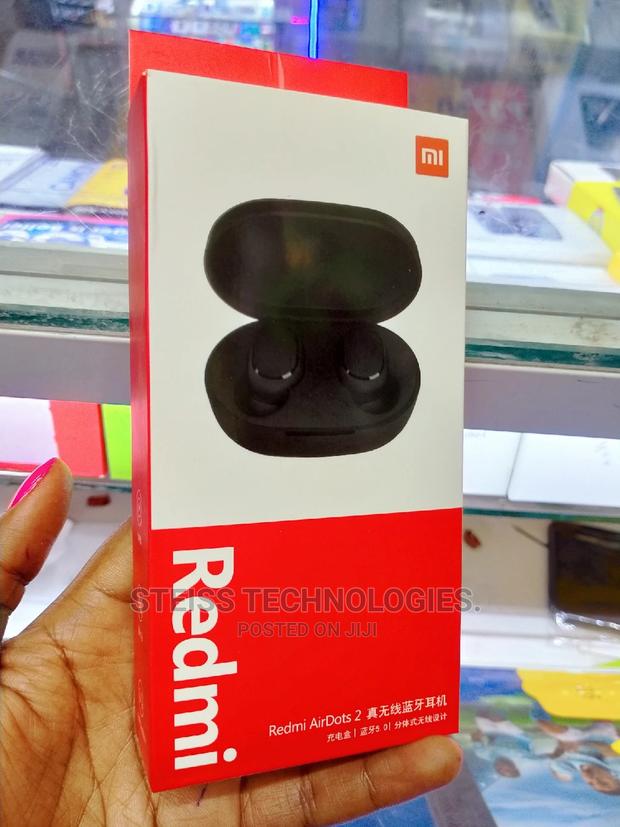 mi
STICS TECHNOLOGIES.
POSTED ON JIJI
Redmi
Redmi AirDots 2 真无线蓝牙耳机
充电盒 | 蓝牙5.0 | 分体式无线设计